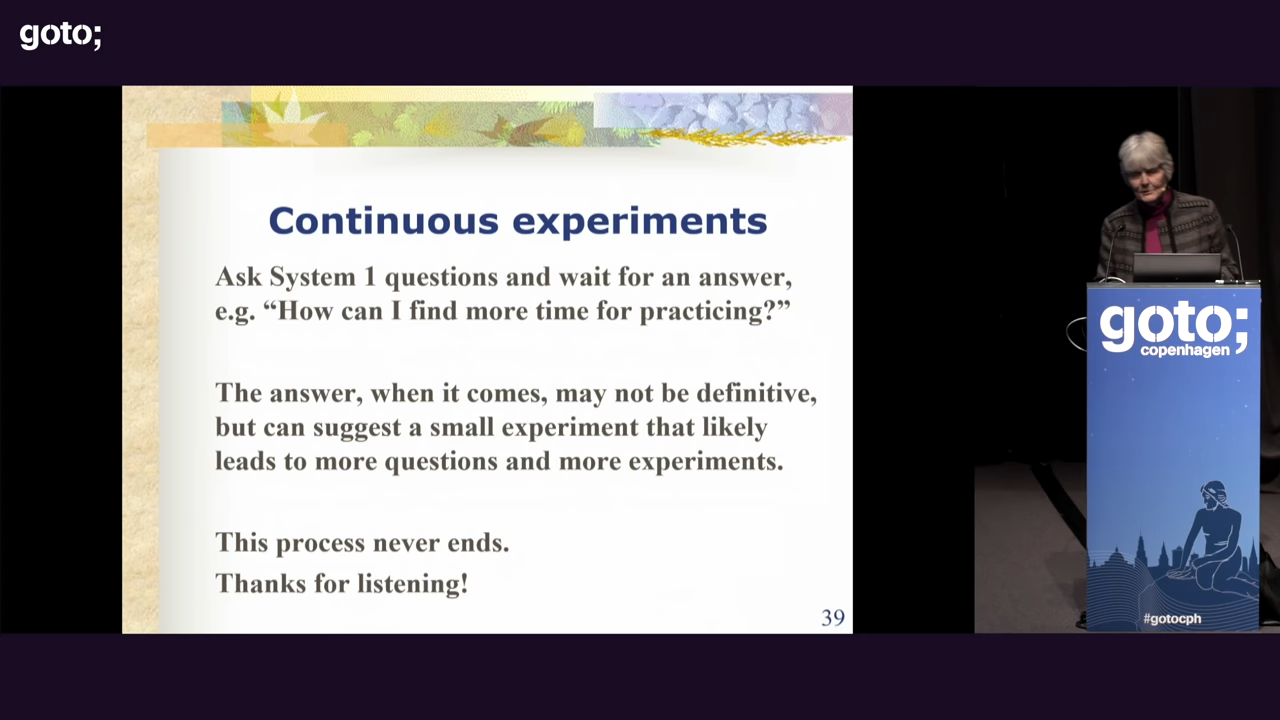 goto;
Continuous experiments
Ask System 1 questions and wait for an answer,
e.g. “How can I find more time for practicing?”
The answer, when it comes, may not be definitive,
but can suggest a small experiment that likely
leads to more questions and more experiments.
This process never ends.
Thanks for listening!
39
goto;
copenhagen
#gotocph